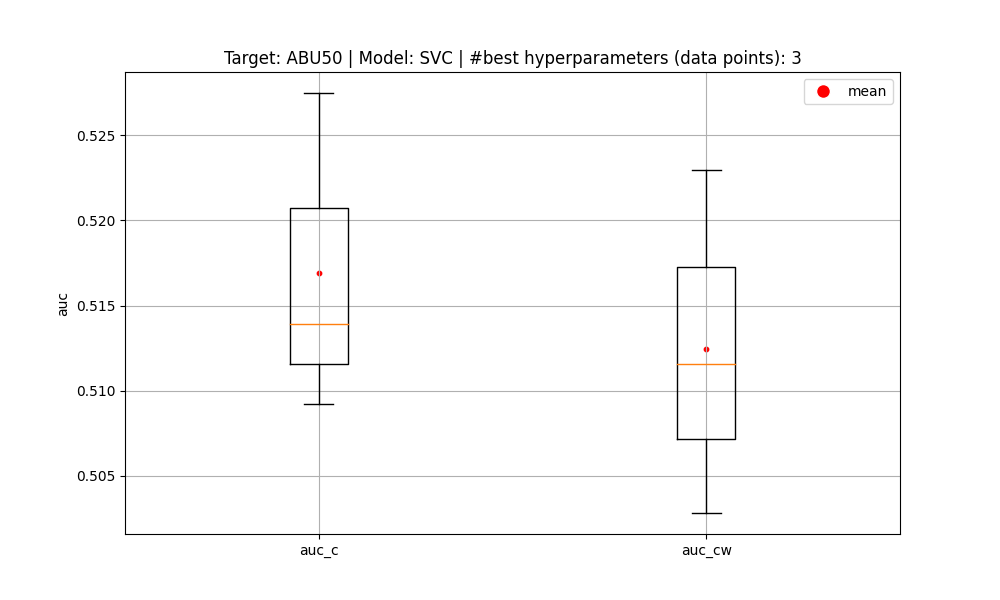 Target: ABU50 | Model: SVC | #best hyperparameters (data points): 3
mean
0.525
0.520
0.515
0.510
0.505
auc
auc_c
auc_cw